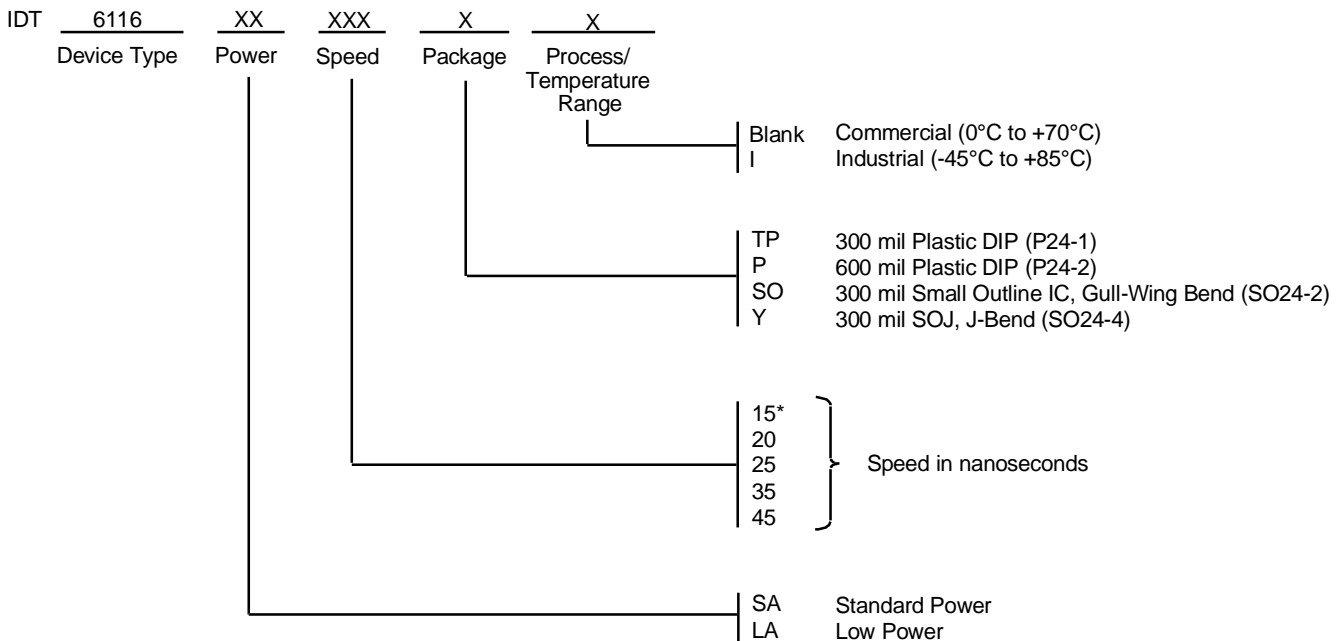 IDT 6116 XX XXX X X
Device Type Power Speed Package Process/
Temperature
Range
Blank Commercial (0°C to +70°C)
I Industrial (-45°C to +85°C)
TP 300 mil Plastic DIP (P24-1)
P 600 mil Plastic DIP (P24-2)
SO 300 mil Small Outline IC, Gull-Wing Bend (SO24-2)
Y 300 mil SOJ, J-Bend (SO24-4)
15*
20
25 Speed in nanoseconds
35
45
SA Standard Power
LA Low Power